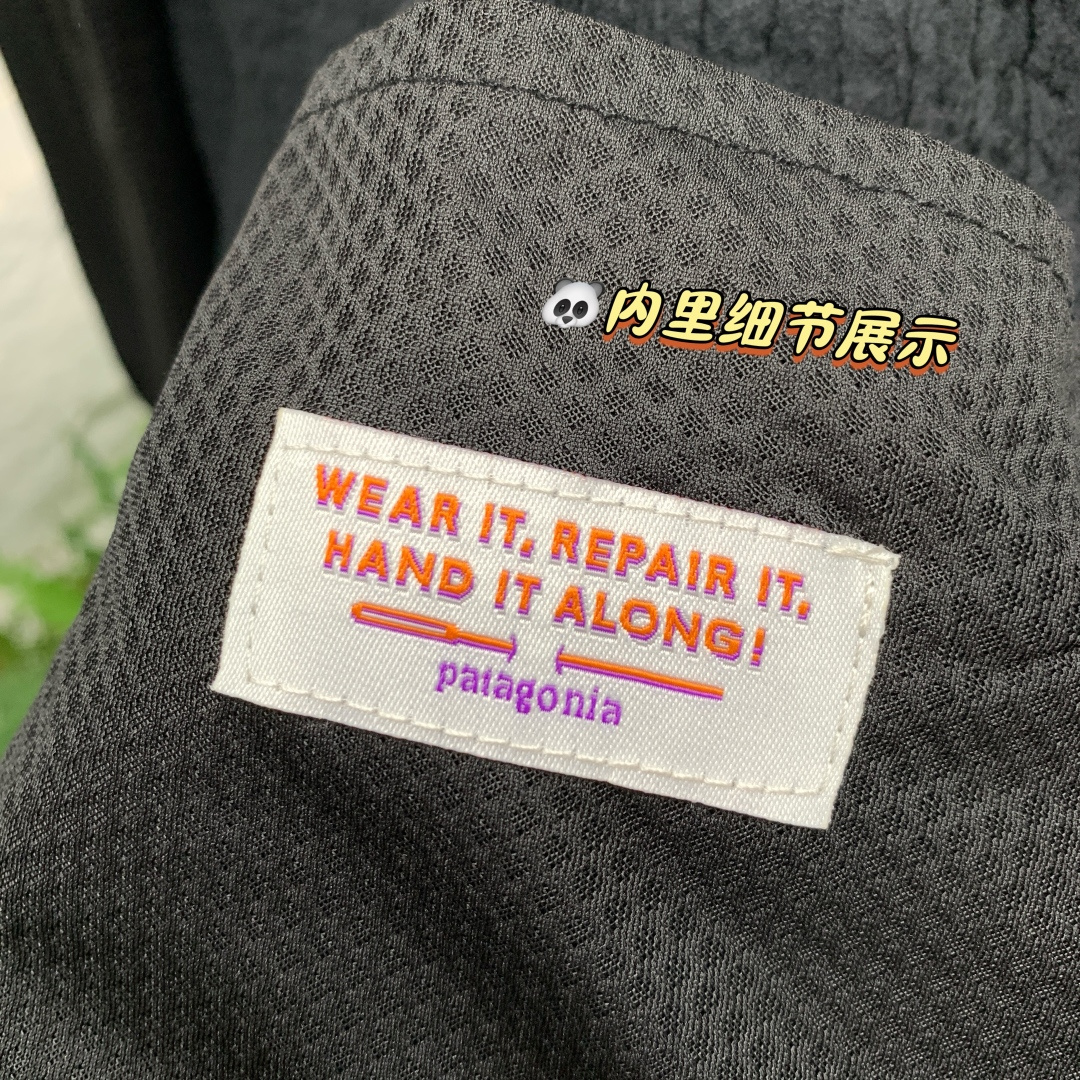 内里细节展示
WEAR IT, REPAIR IT,
HAND IT ALONG!
patagonia